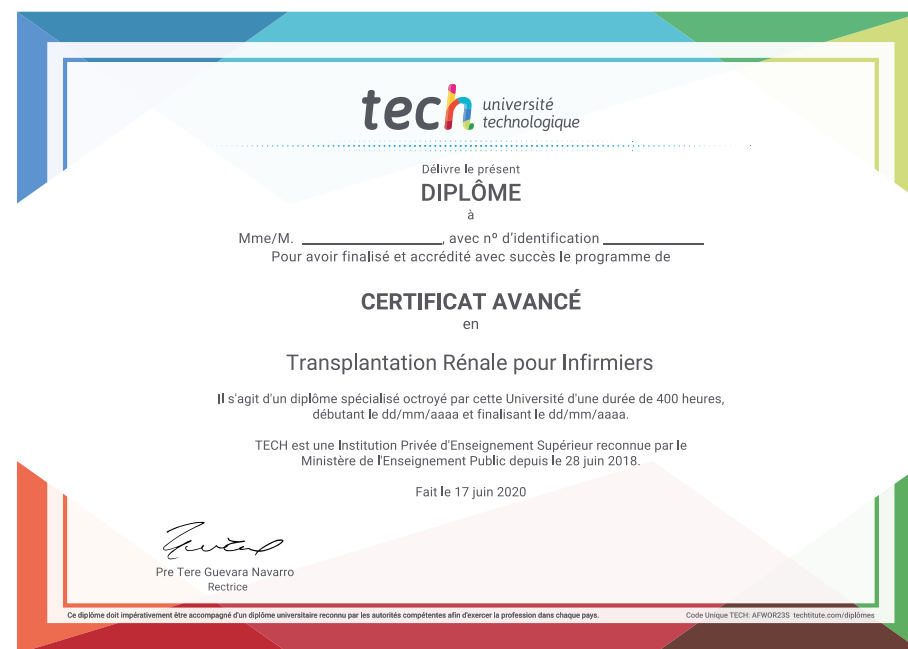 tech université
technologique
Délivre le présent
DIPLÔME
à
Mme/M. ____________________, avec nº d'identification ______________
Pour avoir finalisé et accrédité avec succès le programme de
CERTIFICAT AVANCÉ
en
Transplantation Rénale pour Infirmiers
Il s'agit d'un diplôme spécialisé octroyé par cette Université d'une durée de 400 heures,
débutant le dd/mm/aaaa et finalisant le dd/mm/aaaa.
TECH est une Institution Privée d'Enseignement Supérieur reconnue par le
Ministère de l'Enseignement Public depuis le 28 juin 2018.
Fait le 17 juin 2020
Pre Tere Guevara Navarro
Rectrice
Ce diplôme doit impérativement être accompagné d'un diplôme universitaire reconnu par les autorités compétentes afin d'exercer la profession dans chaque pays.
Code Unique TECH: AFWOR23S techtitute.com/diplômes